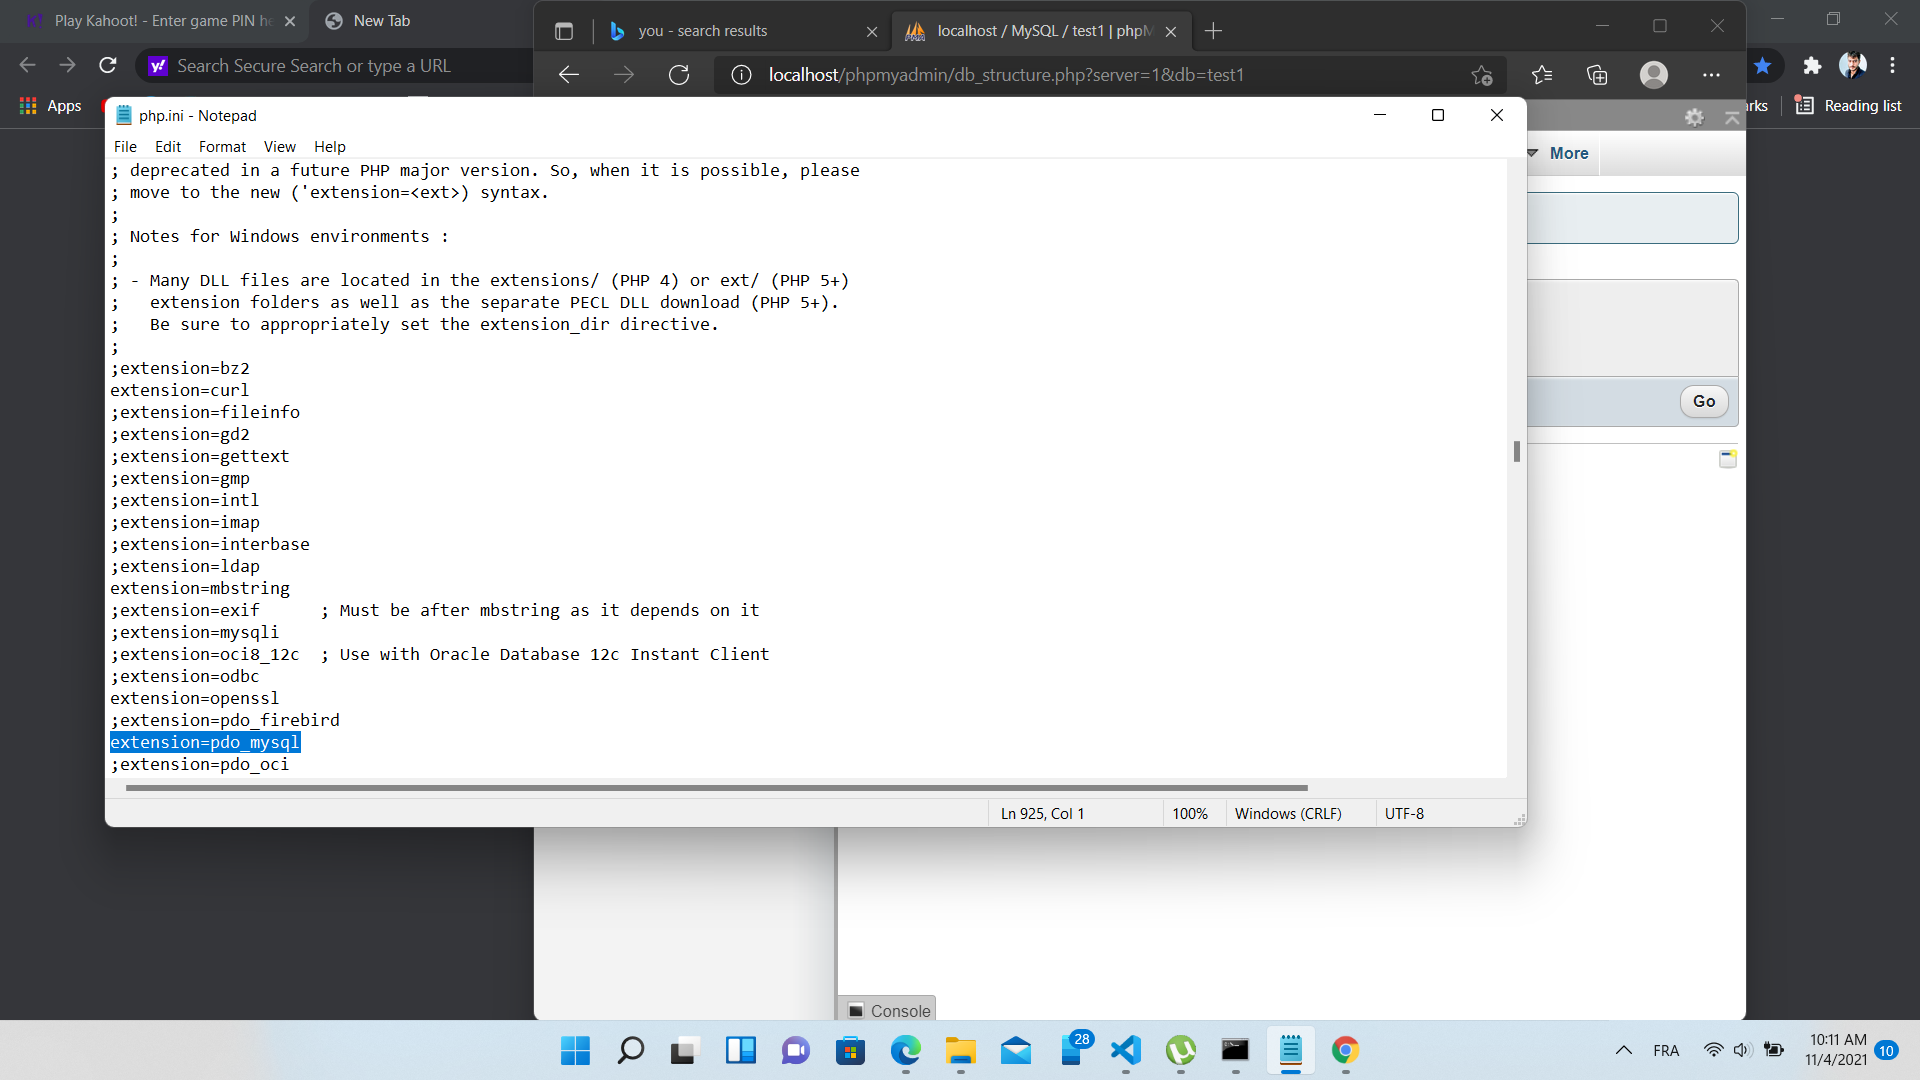 Play Kahoot! - Enter game PIN he
New Tab
you - search results
localhost / MySQL / test1 | phpM
Search Secure Search or type a URL
localhost/phpmyadmin/db_structure.php?server=1&db=test1
Apps
rks
Reading list
php.ini - Notepad
File Edit Format View Help
More
; deprecated in a future PHP major version. So, when it is possible, please
; move to the new ('extension=<ext>) syntax.
;
; Notes for Windows environments :
;
; - Many DLL files are located in the extensions/ (PHP 4) or ext/ (PHP 5+)
;   extension folders as well as the separate PECL DLL download (PHP 5+).
;   Be sure to appropriately set the extension_dir directive.
;
;extension=bz2
extension=curl
;extension=fileinfo
;extension=gd2
;extension=gettext
;extension=gmp
;extension=intl
;extension=imap
;extension=interbase
;extension=ldap
extension=mbstring
;extension=exif      ; Must be after mbstring as it depends on it
;extension=mysqli
;extension=oci8_12c  ; Use with Oracle Database 12c Instant Client
;extension=odbc
extension=openssl
;extension=pdo_firebird
extension=pdo_mysql
;extension=pdo_oci
Go
Ln 925, Col 1
100%
Windows (CRLF)
UTF-8
Console
28
FRA
10:11 AM
11/4/2021
10